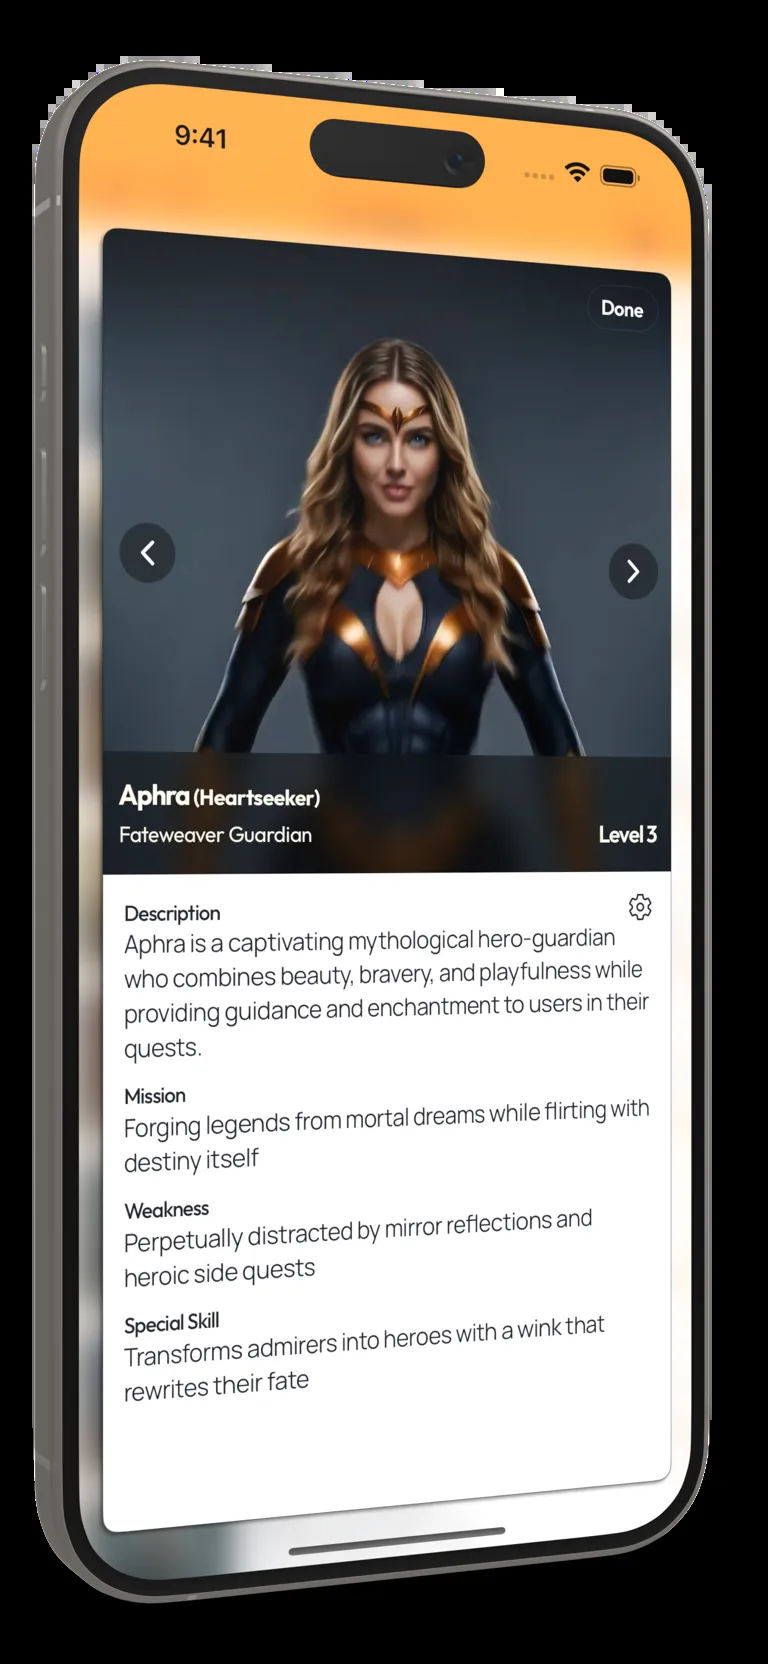 9:41
Done
Aphra (Heartseeker)
Fateweaver Guardian
Level 3
Description
Aphra is a captivating mythological hero-guardian
who combines beauty, bravery, and playfulness while
providing guidance and enchantment to users in their
quests.
Mission
Forging legends from mortal dreams while flirting with
destiny itself
Weakness
Perpetually distracted by mirror reflections and
heroic side quests
Special Skill
Transforms admirers into heroes with a wink that
rewrites their fate